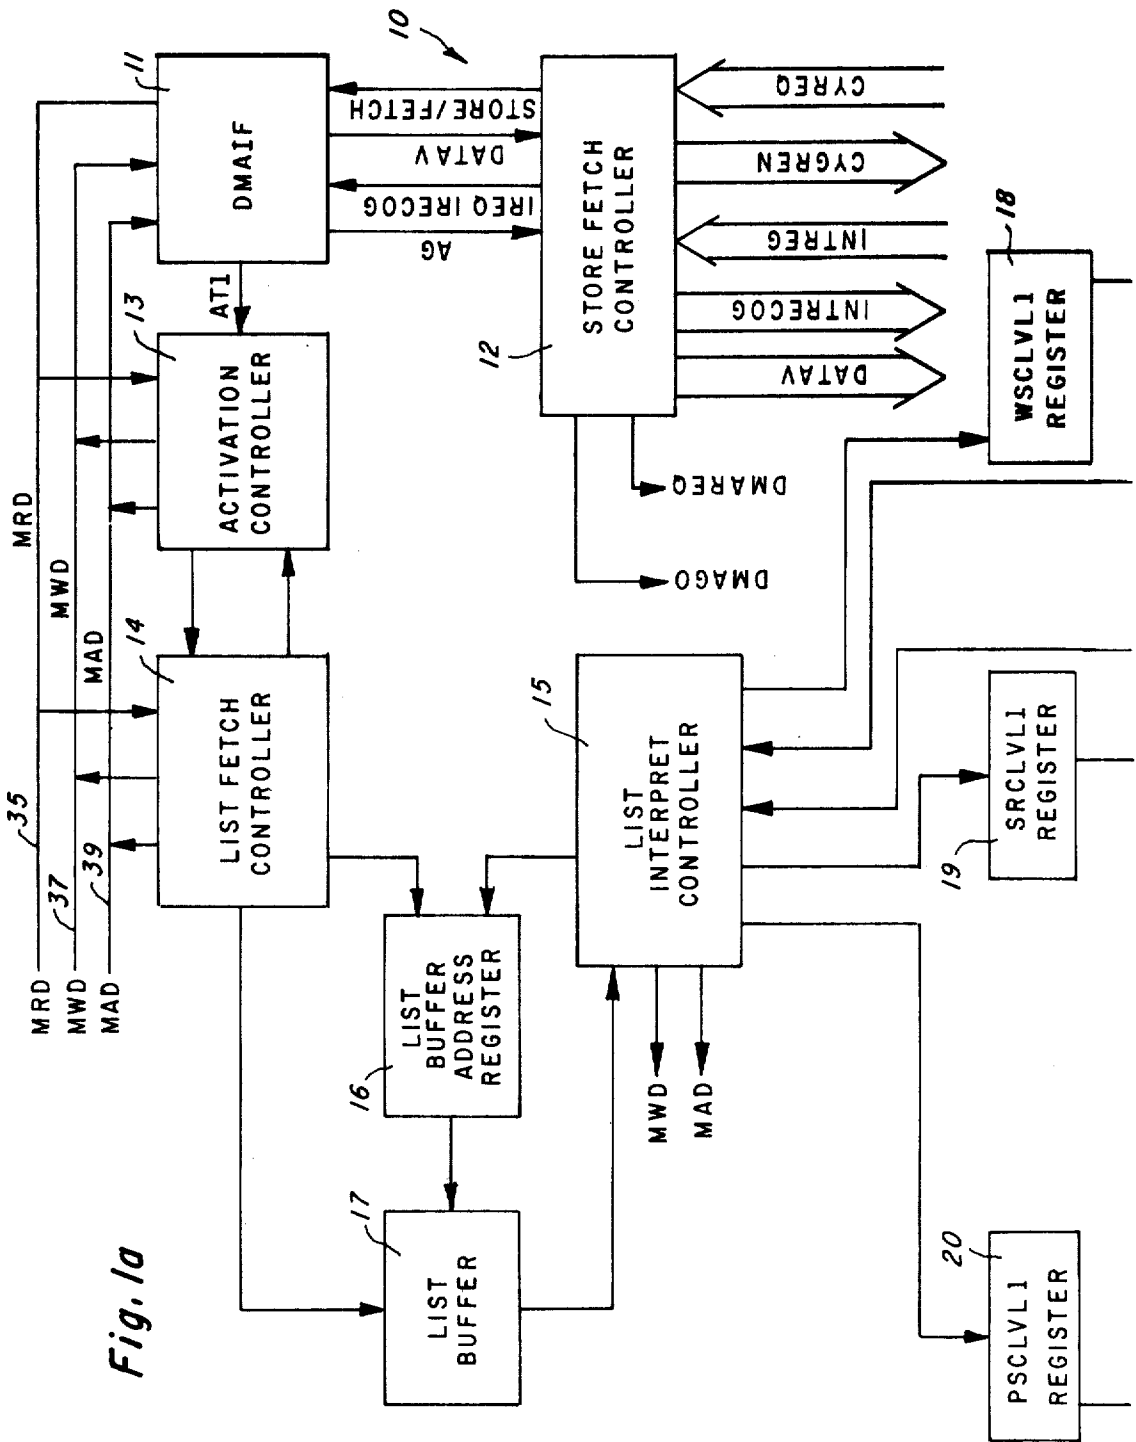 Fig. 1a
10
MRD
MWD
MAD
35
37
39
MRD
MWD
MAD
14
LIST FETCH
CONTROLLER
13
ACTIVATION
CONTROLLER
AT1
11
DMAIF
AG
IREQ IRECOG
DATAV
STORE/FETCH
17
LIST
BUFFER
16
LIST
BUFFER
ADDRESS
REGISTER
15
LIST
INTERPRET
CONTROLLER
MWD
MAD
12
STORE FETCH
CONTROLLER
DMAGO
DMAREQ
DATAV
INTRECOG
INTREG
CYGREN
CYREQ
20
PSCLVL1
REGISTER
19
SRCLVL1
REGISTER
18
WSCLVL1
REGISTER